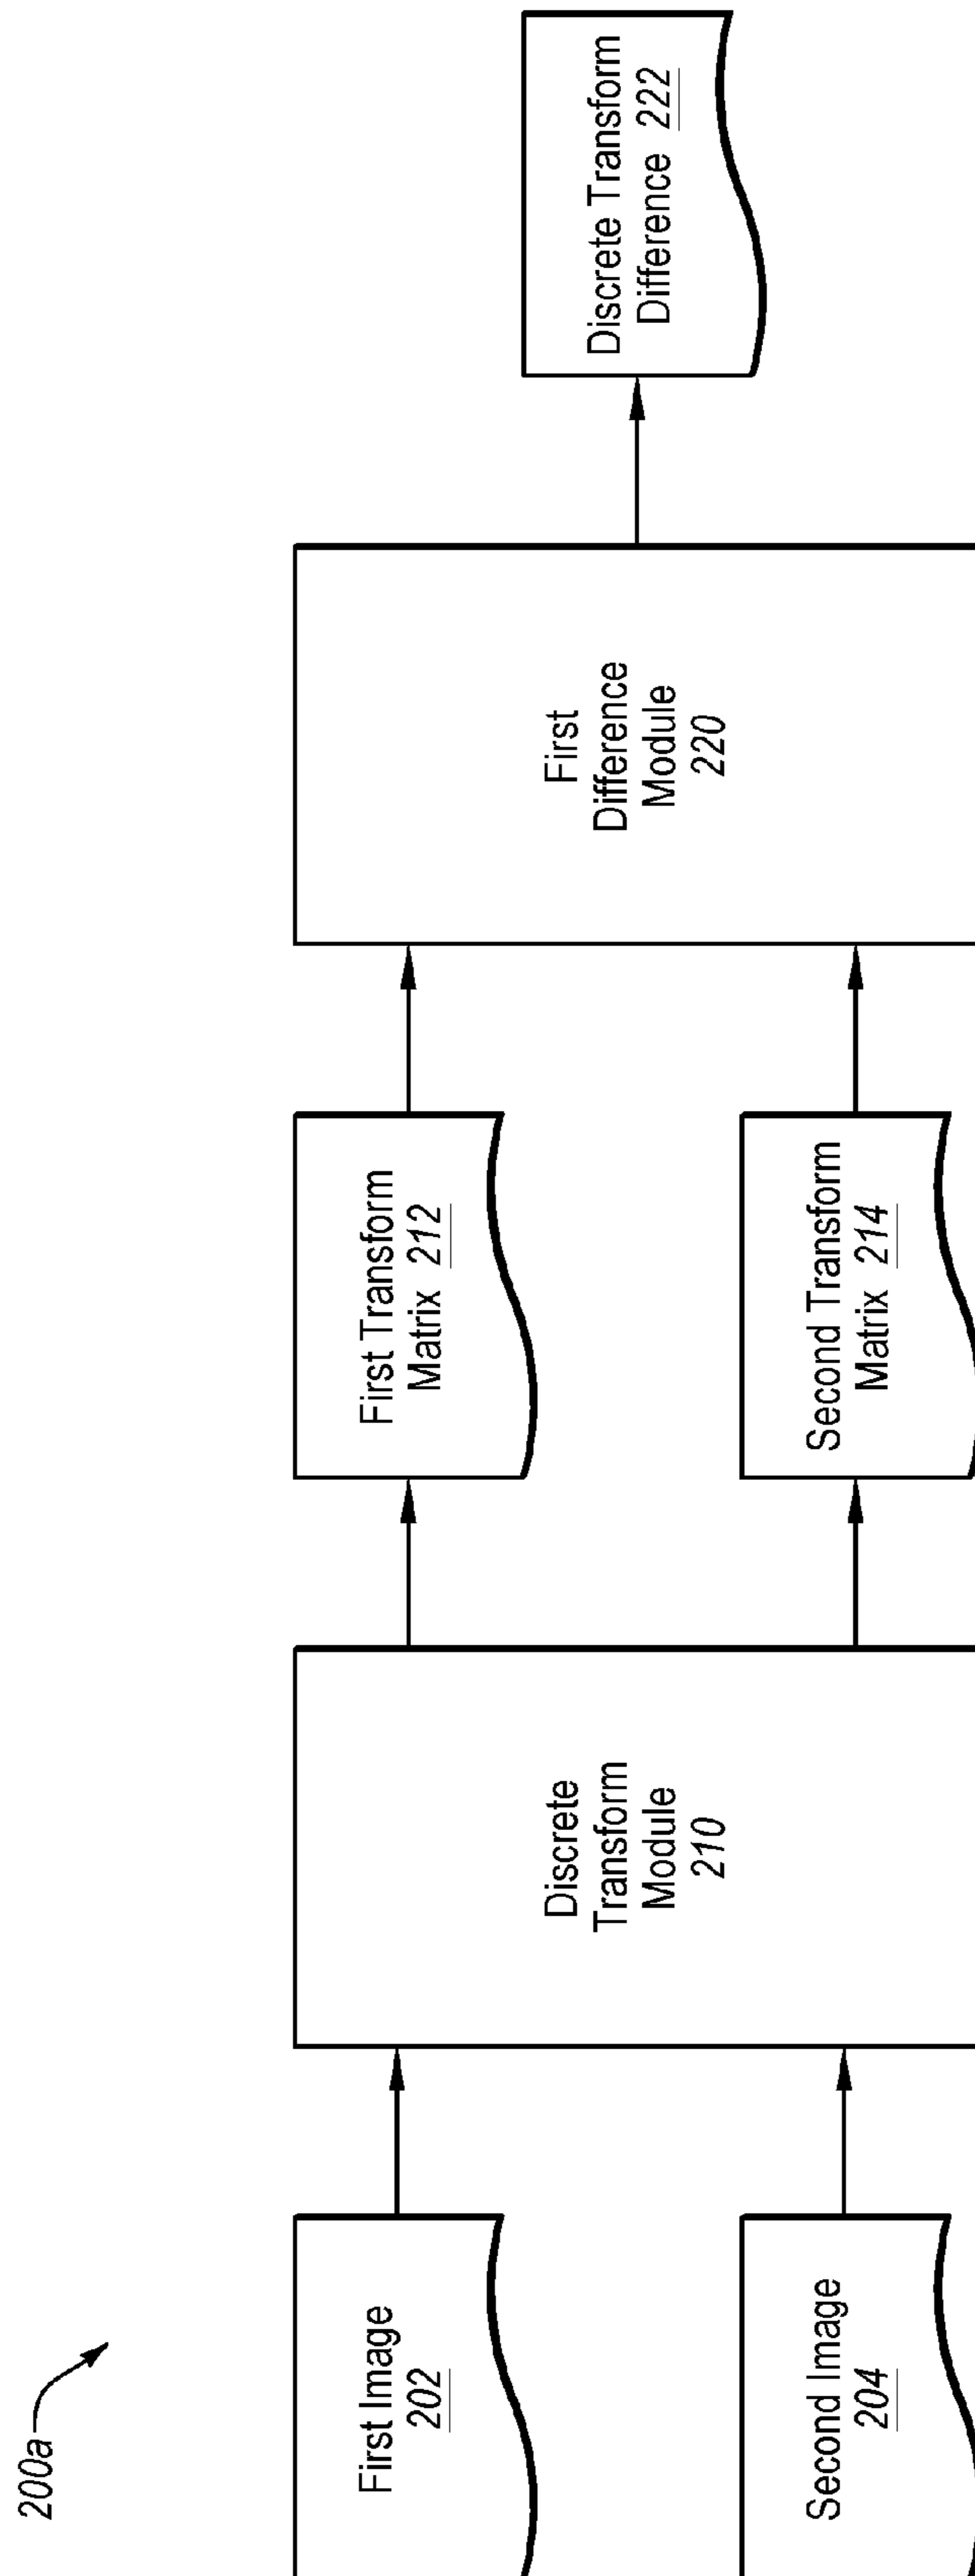 200a
First Image
202
Second Image
204
Discrete
Transform
Module
210
First Transform
Matrix 212
Second Transform
Matrix 214
First
Difference
Module
220
Discrete Transform
Difference 222